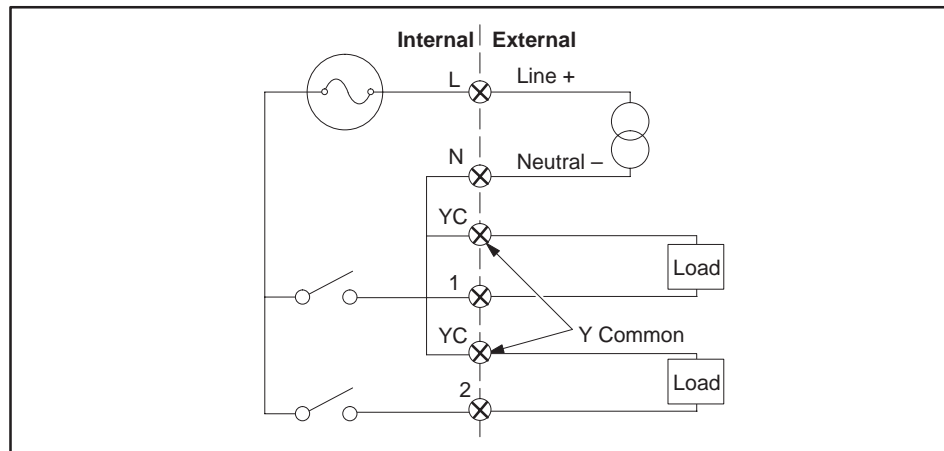 Internal External
L Line +
N Neutral –
YC
Load
1
Y Common
YC
Load
2